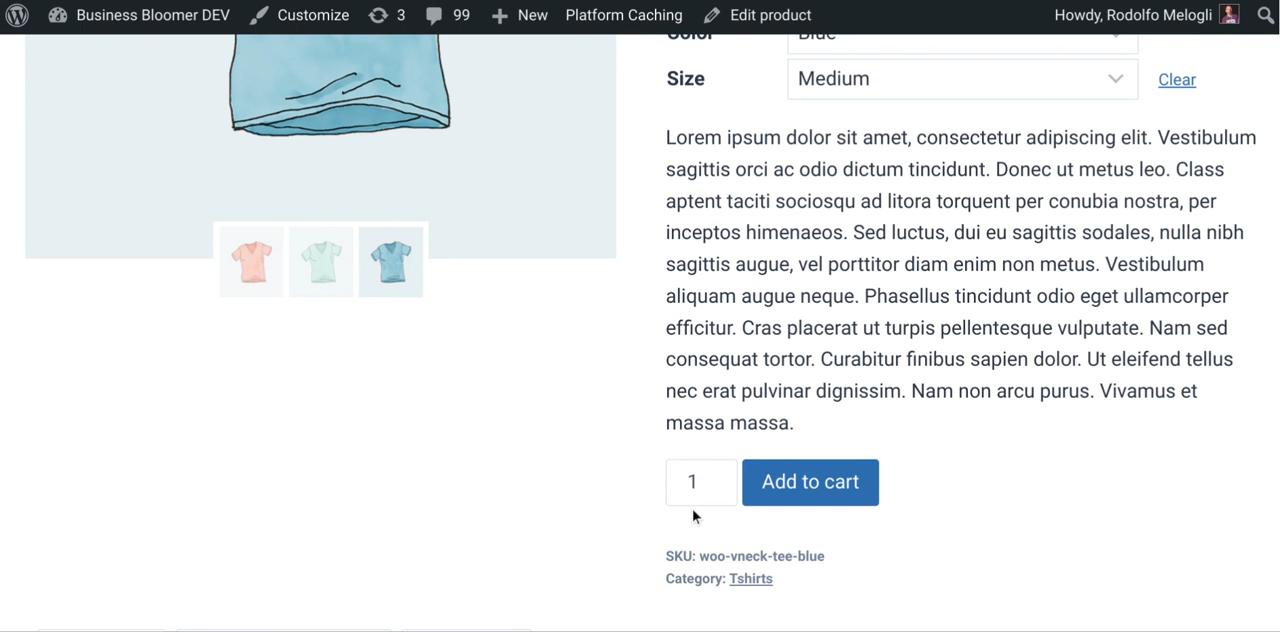 Business Bloomer DEV Customize 3 99 New Platform Caching Edit product Howdy, Rodolfo Melogli
Color Blue
Size Medium Clear
Lorem ipsum dolor sit amet, consectetur adipiscing elit. Vestibulum
sagittis orci ac odio dictum tincidunt. Donec ut metus leo. Class
aptent taciti sociosqu ad litora torquent per conubia nostra, per
inceptos himenaeos. Sed luctus, dui eu sagittis sodales, nulla nibh
sagittis augue, vel porttitor diam enim non metus. Vestibulum
aliquam augue neque. Phasellus tincidunt odio eget ullamcorper
efficitur. Cras placerat ut turpis pellentesque vulputate. Nam sed
consequat tortor. Curabitur finibus sapien dolor. Ut eleifend tellus
nec erat pulvinar dignissim. Nam non arcu purus. Vivamus et
massa massa.
1 Add to cart
SKU: woo-vneck-tee-blue
Category: Tshirts